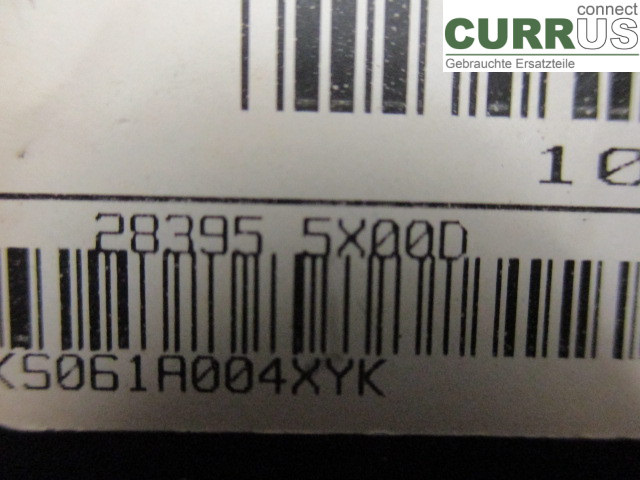 connect
CURRUS
Gebrauchte Ersatzteile
10
28395 5X00D
KS061A004XYK